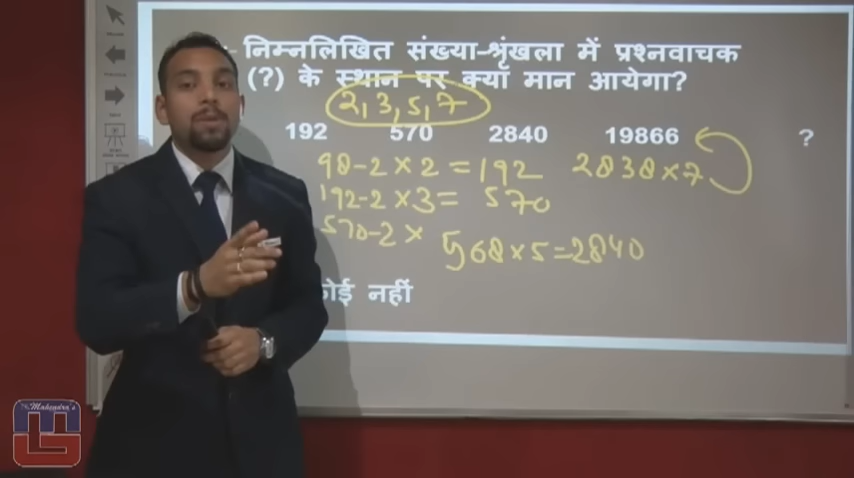 निम्नलिखित संख्या-श्रृंखला में प्रश्नवाचक
(?) के स्थान पर क्या मान आयेगा?
2, 3, 5, 7
192 570 2840 19866 ?
98-2 × 2 = 192 2838 × 7
192-2 × 3 = 570
570-2 ×
568 × 5 = 2840
कोई नहीं
Mahendra's